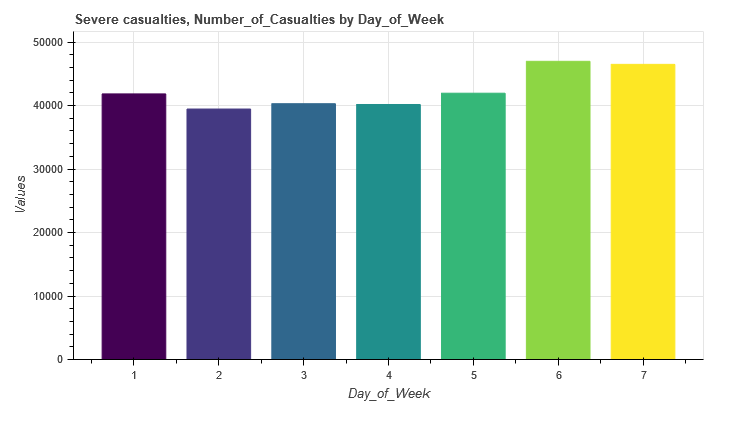 Severe casualties, Number_of_Casualties by Day_of_Week
50000
40000
30000
20000
10000
0
Values
1 2 3 4 5 6 7
Day_of_Week